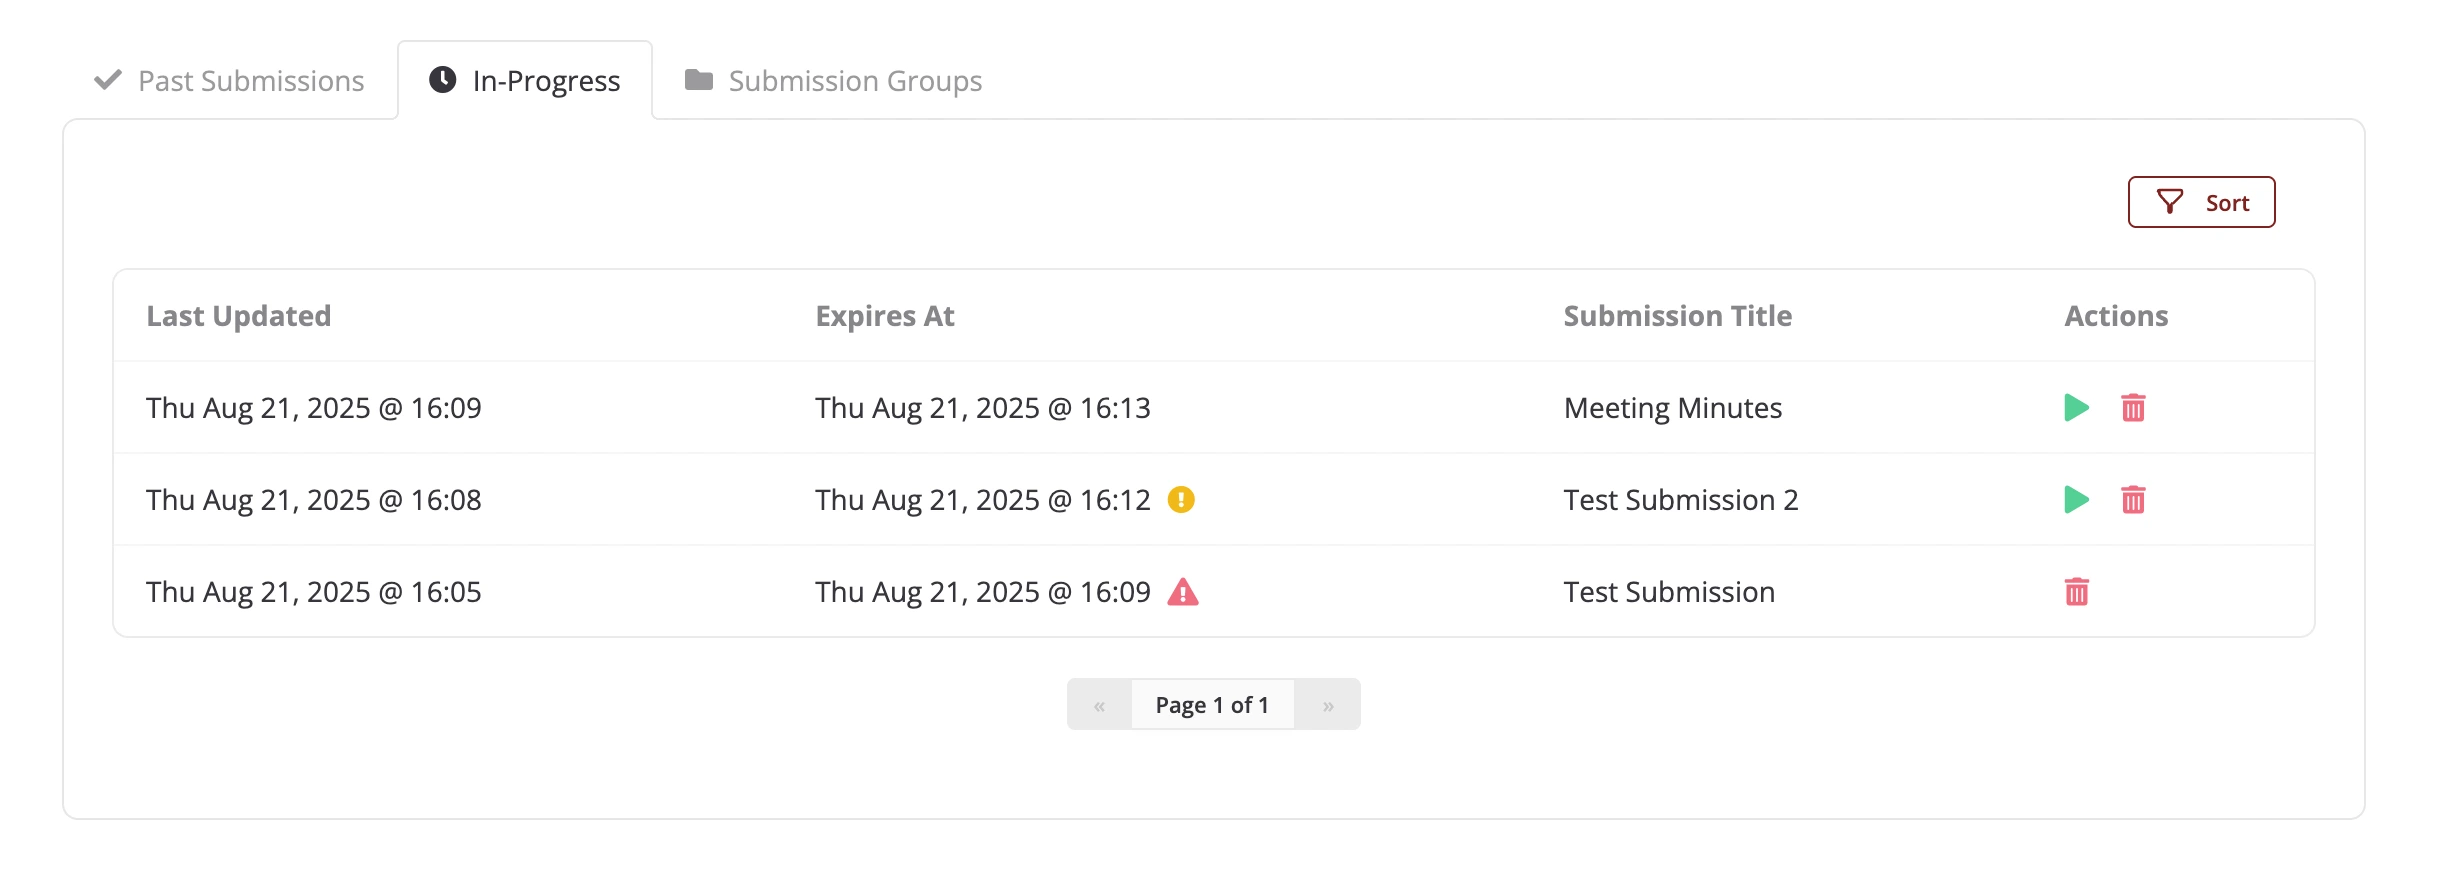 Past Submissions In-Progress Submission Groups
Sort
Last Updated Expires At Submission Title Actions
Thu Aug 21, 2025 @ 16:09 Thu Aug 21, 2025 @ 16:13 Meeting Minutes
Thu Aug 21, 2025 @ 16:08 Thu Aug 21, 2025 @ 16:12 Test Submission 2
Thu Aug 21, 2025 @ 16:05 Thu Aug 21, 2025 @ 16:09 Test Submission
« Page 1 of 1 »